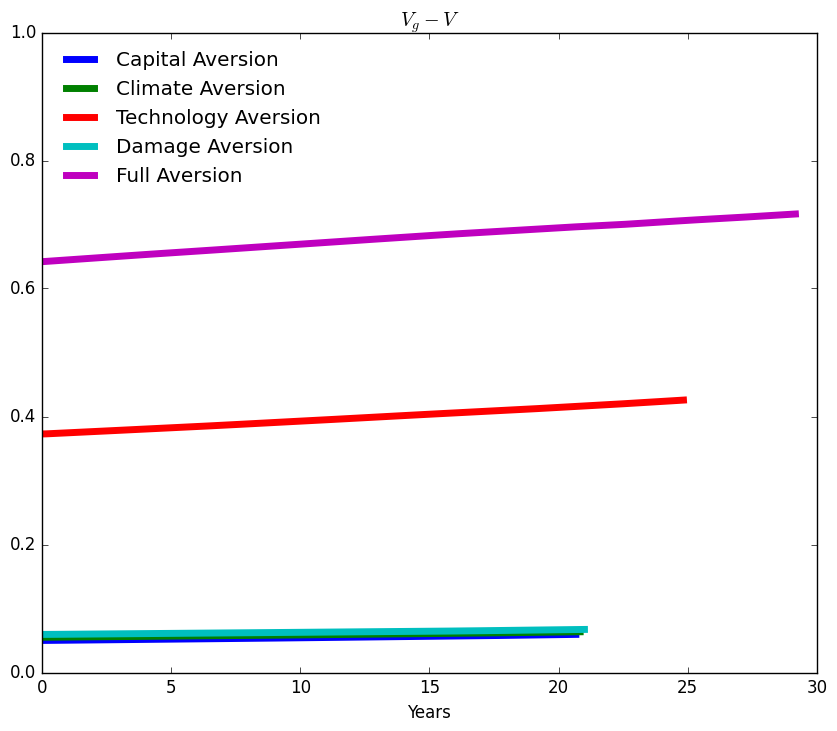 V_g − V
1.0
Capital Aversion
Climate Aversion
Technology Aversion
Damage Aversion
Full Aversion
0.8
0.6
0.4
0.2
0.0
0 5 10 15 20 25 30
Years